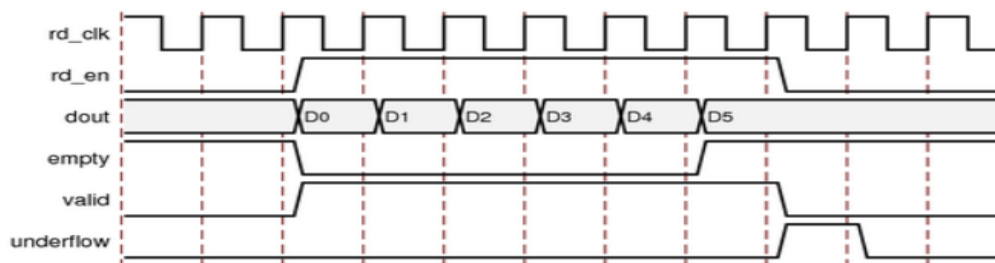 rd_clk
rd_en
dout D0 D1 D2 D3 D4 D5
empty
valid
underflow